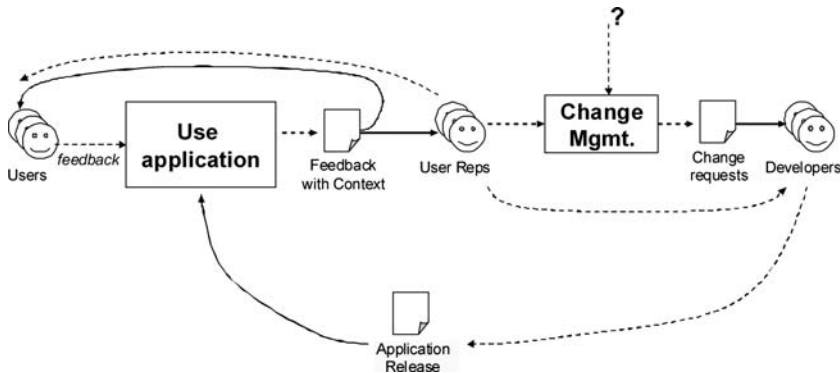 ?
Use
application
Change
Mgmt.
feedback
Users
Feedback
with Context
User Reps
Change
requests
Developers
Application
Release